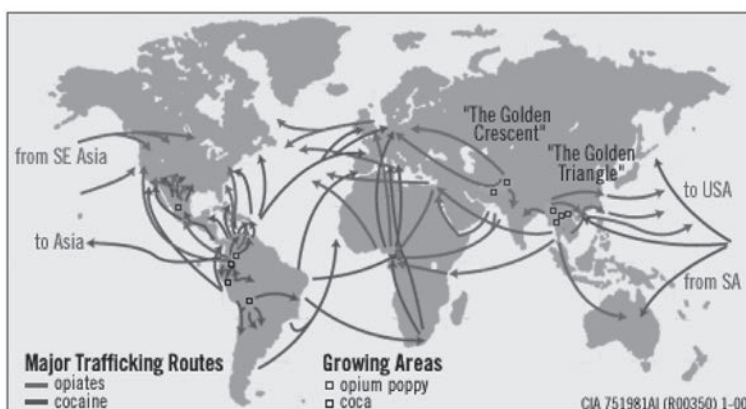 "The Golden
Crescent"
"The Golden
Triangle"
from SE Asia
to USA
to Asia
from SA
Major Trafficking Routes
opiates
cocaine
Growing Areas
opium poppy
coca
CIA 751981AI (R00350) 1-00